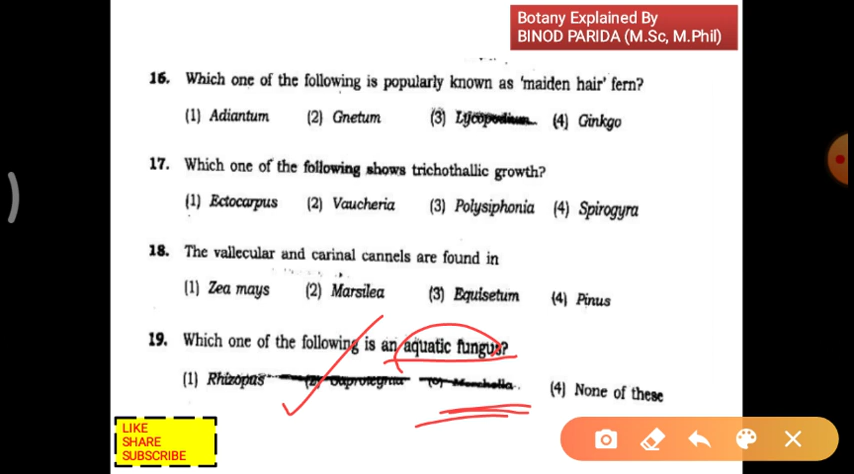 Botany Explained By
BINOD PARIDA (M.Sc, M.Phil)
16. Which one of the following is popularly known as 'maiden hair' fern?
(1) Adiantum (2) Gnetum (3) Lycopodium (4) Ginkgo
17. Which one of the following shows trichothallic growth?
(1) Ectocarpus (2) Vaucheria (3) Polysiphonia (4) Spirogyra
18. The vallecular and carinal cannels are found in
(1) Zea mays (2) Marsilea (3) Equisetum (4) Pinus
19. Which one of the following is an aquatic fungus?
(1) Rhizopus (2) Saprolegnia Morchella (4) None of these
LIKE
SHARE
SUBSCRIBE